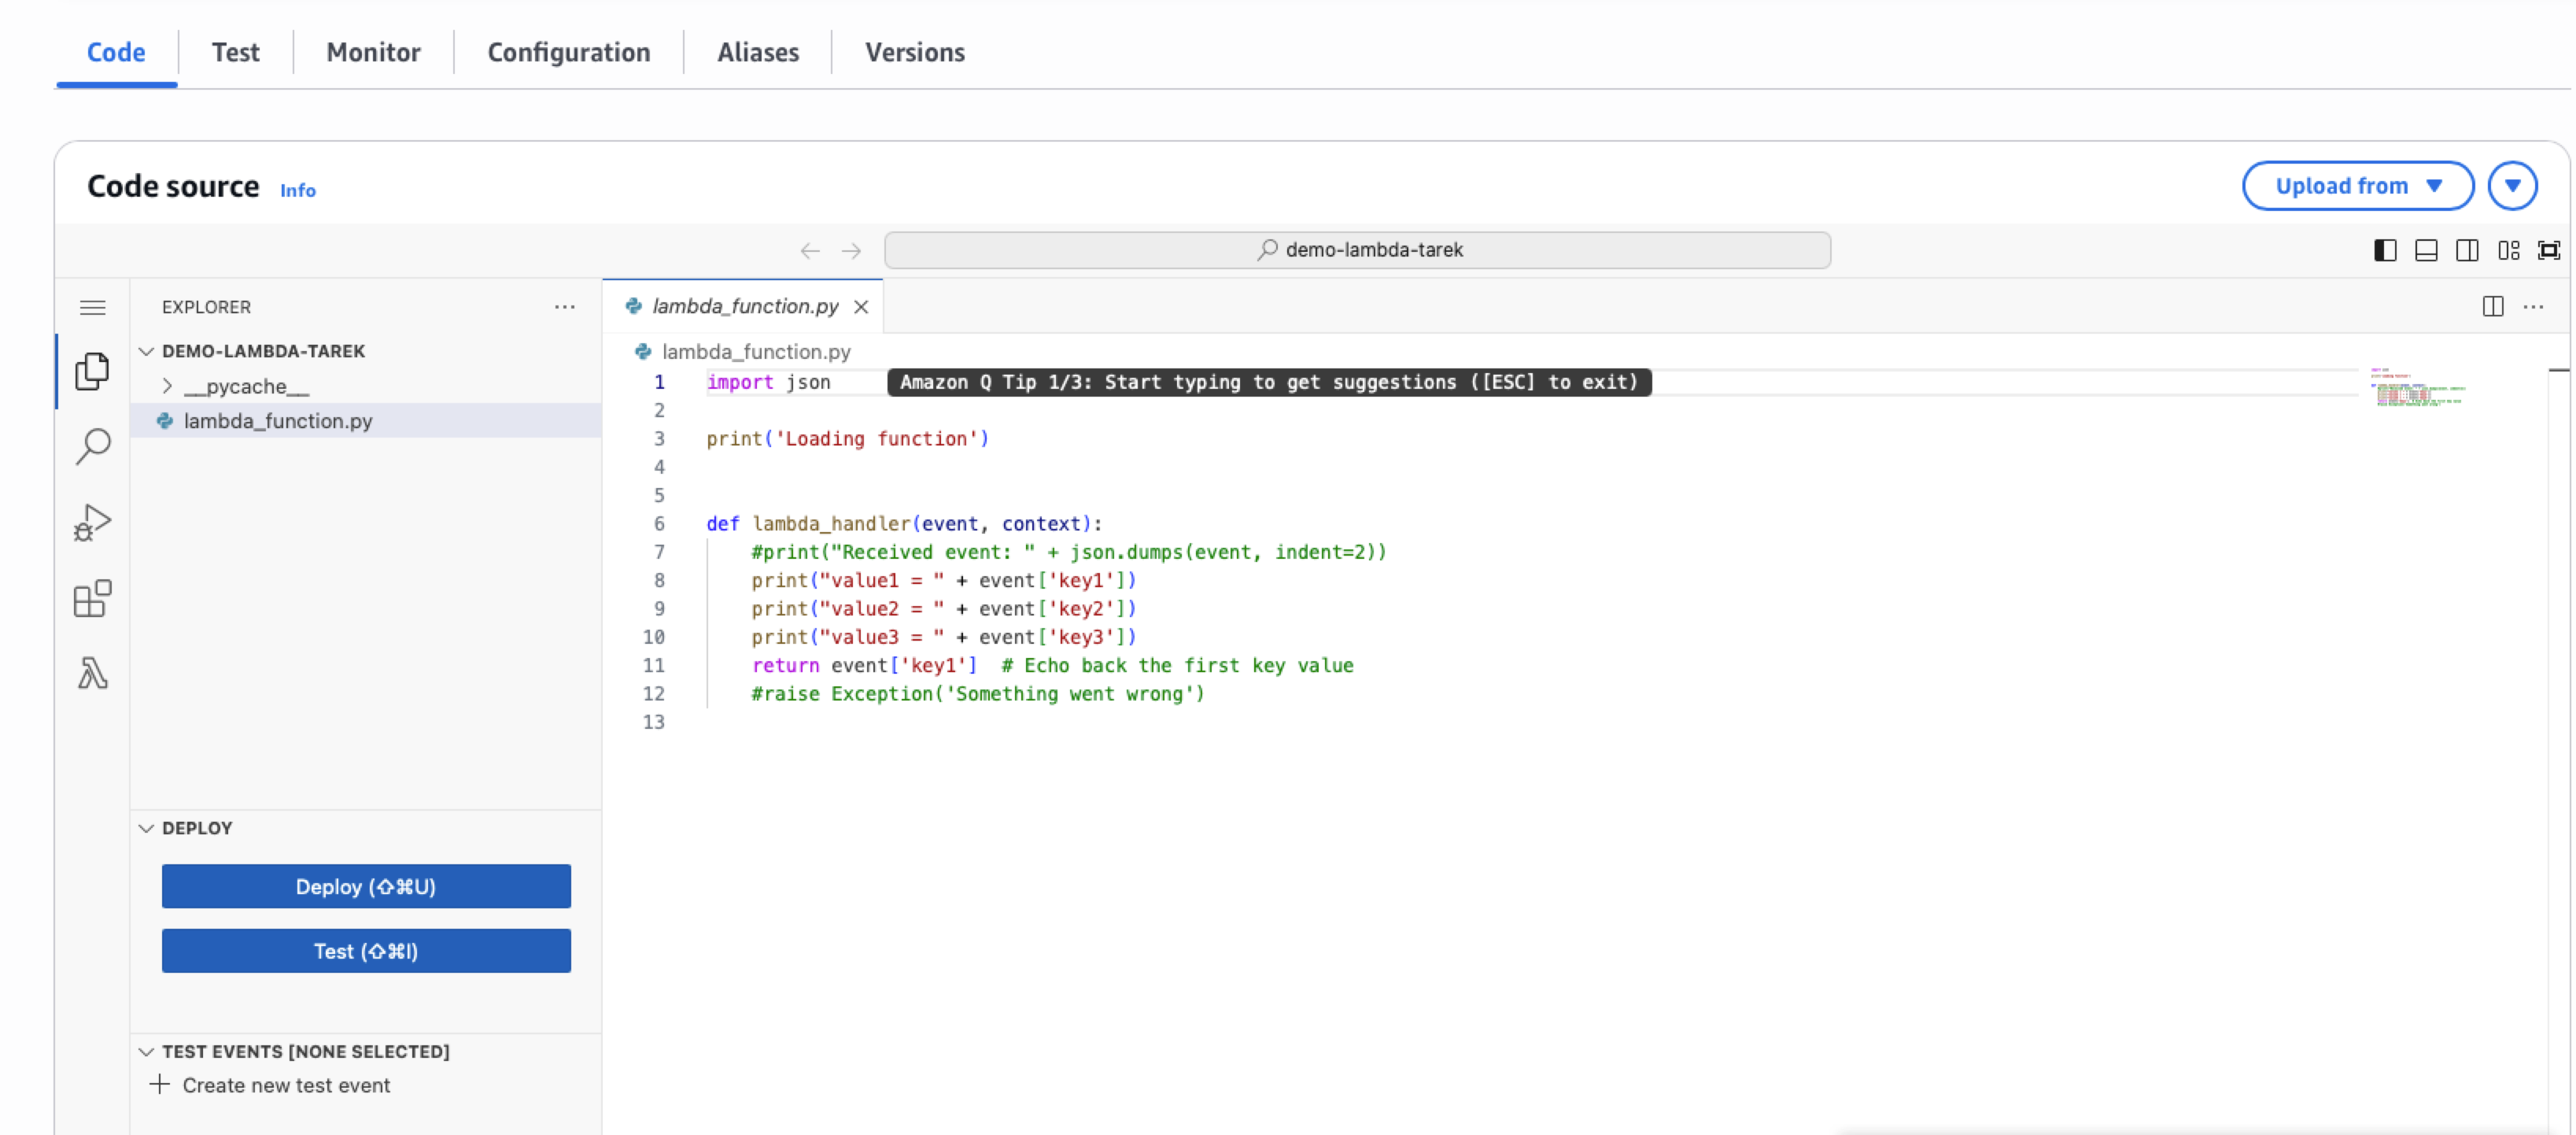 Code Test Monitor Configuration Aliases Versions
Code source Info
Upload from
demo-lambda-tarek
EXPLORER
DEMO-LAMBDA-TAREK
__pycache__
lambda_function.py
DEPLOY
Deploy (⇧⌘U)
Test (⇧⌘I)
TEST EVENTS [NONE SELECTED]
Create new test event
lambda_function.py
lambda_function.py
1 import json Amazon Q Tip 1/3: Start typing to get suggestions ([ESC] to exit)
2
3 print('Loading function')
4
5
6 def lambda_handler(event, context):
7 #print("Received event: " + json.dumps(event, indent=2))
8 print("value1 = " + event['key1'])
9 print("value2 = " + event['key2'])
10 print("value3 = " + event['key3'])
11 return event['key1']  # Echo back the first key value
12 #raise Exception('Something went wrong')
13